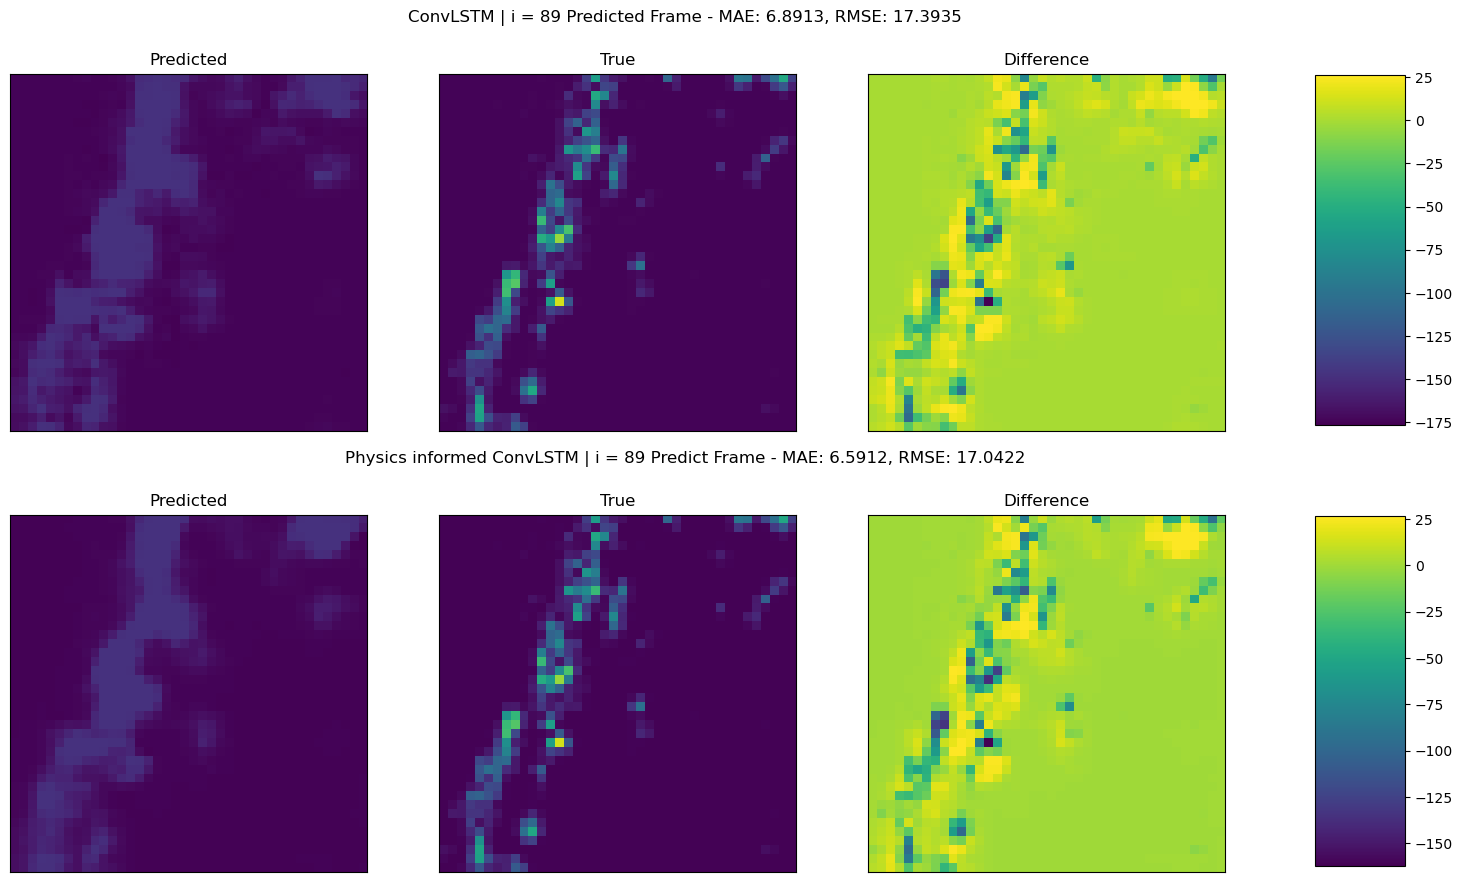 ConvLSTM | i = 89 Predicted Frame - MAE: 6.8913, RMSE: 17.3935
Predicted
True
Difference
25
0
−25
−50
−75
−100
−125
−150
−175
Physics informed ConvLSTM | i = 89 Predict Frame - MAE: 6.5912, RMSE: 17.0422
Predicted
True
Difference
25
0
−25
−50
−75
−100
−125
−150